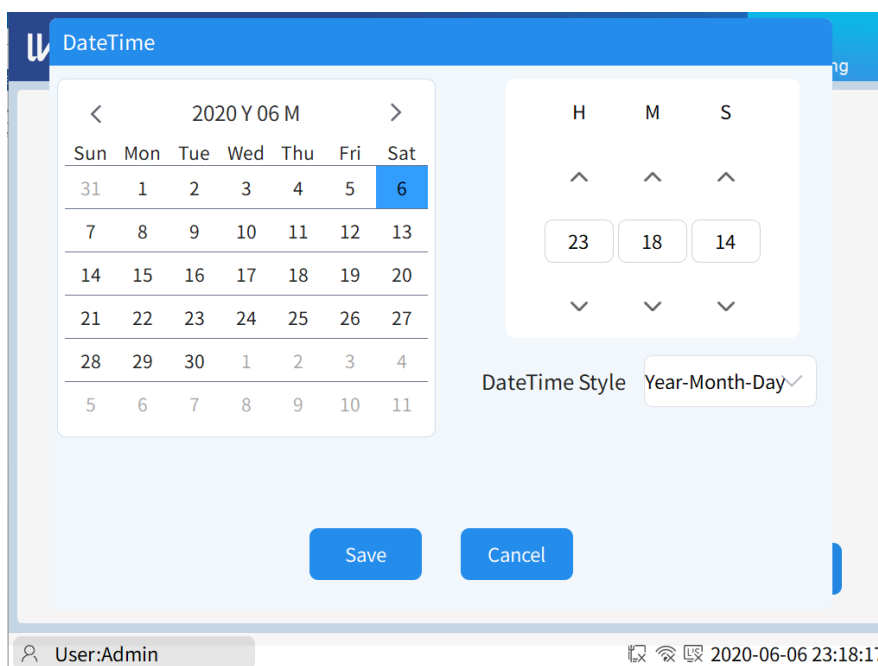 DateTime
ng
2020 Y 06 M
Sun Mon Tue Wed Thu Fri Sat
31 1 2 3 4 5 6
7 8 9 10 11 12 13
14 15 16 17 18 19 20
21 22 23 24 25 26 27
28 29 30 1 2 3 4
5 6 7 8 9 10 11
H M S
23 18 14
DateTime Style Year-Month-Day
Save Cancel
User:Admin 2020-06-06 23:18:17